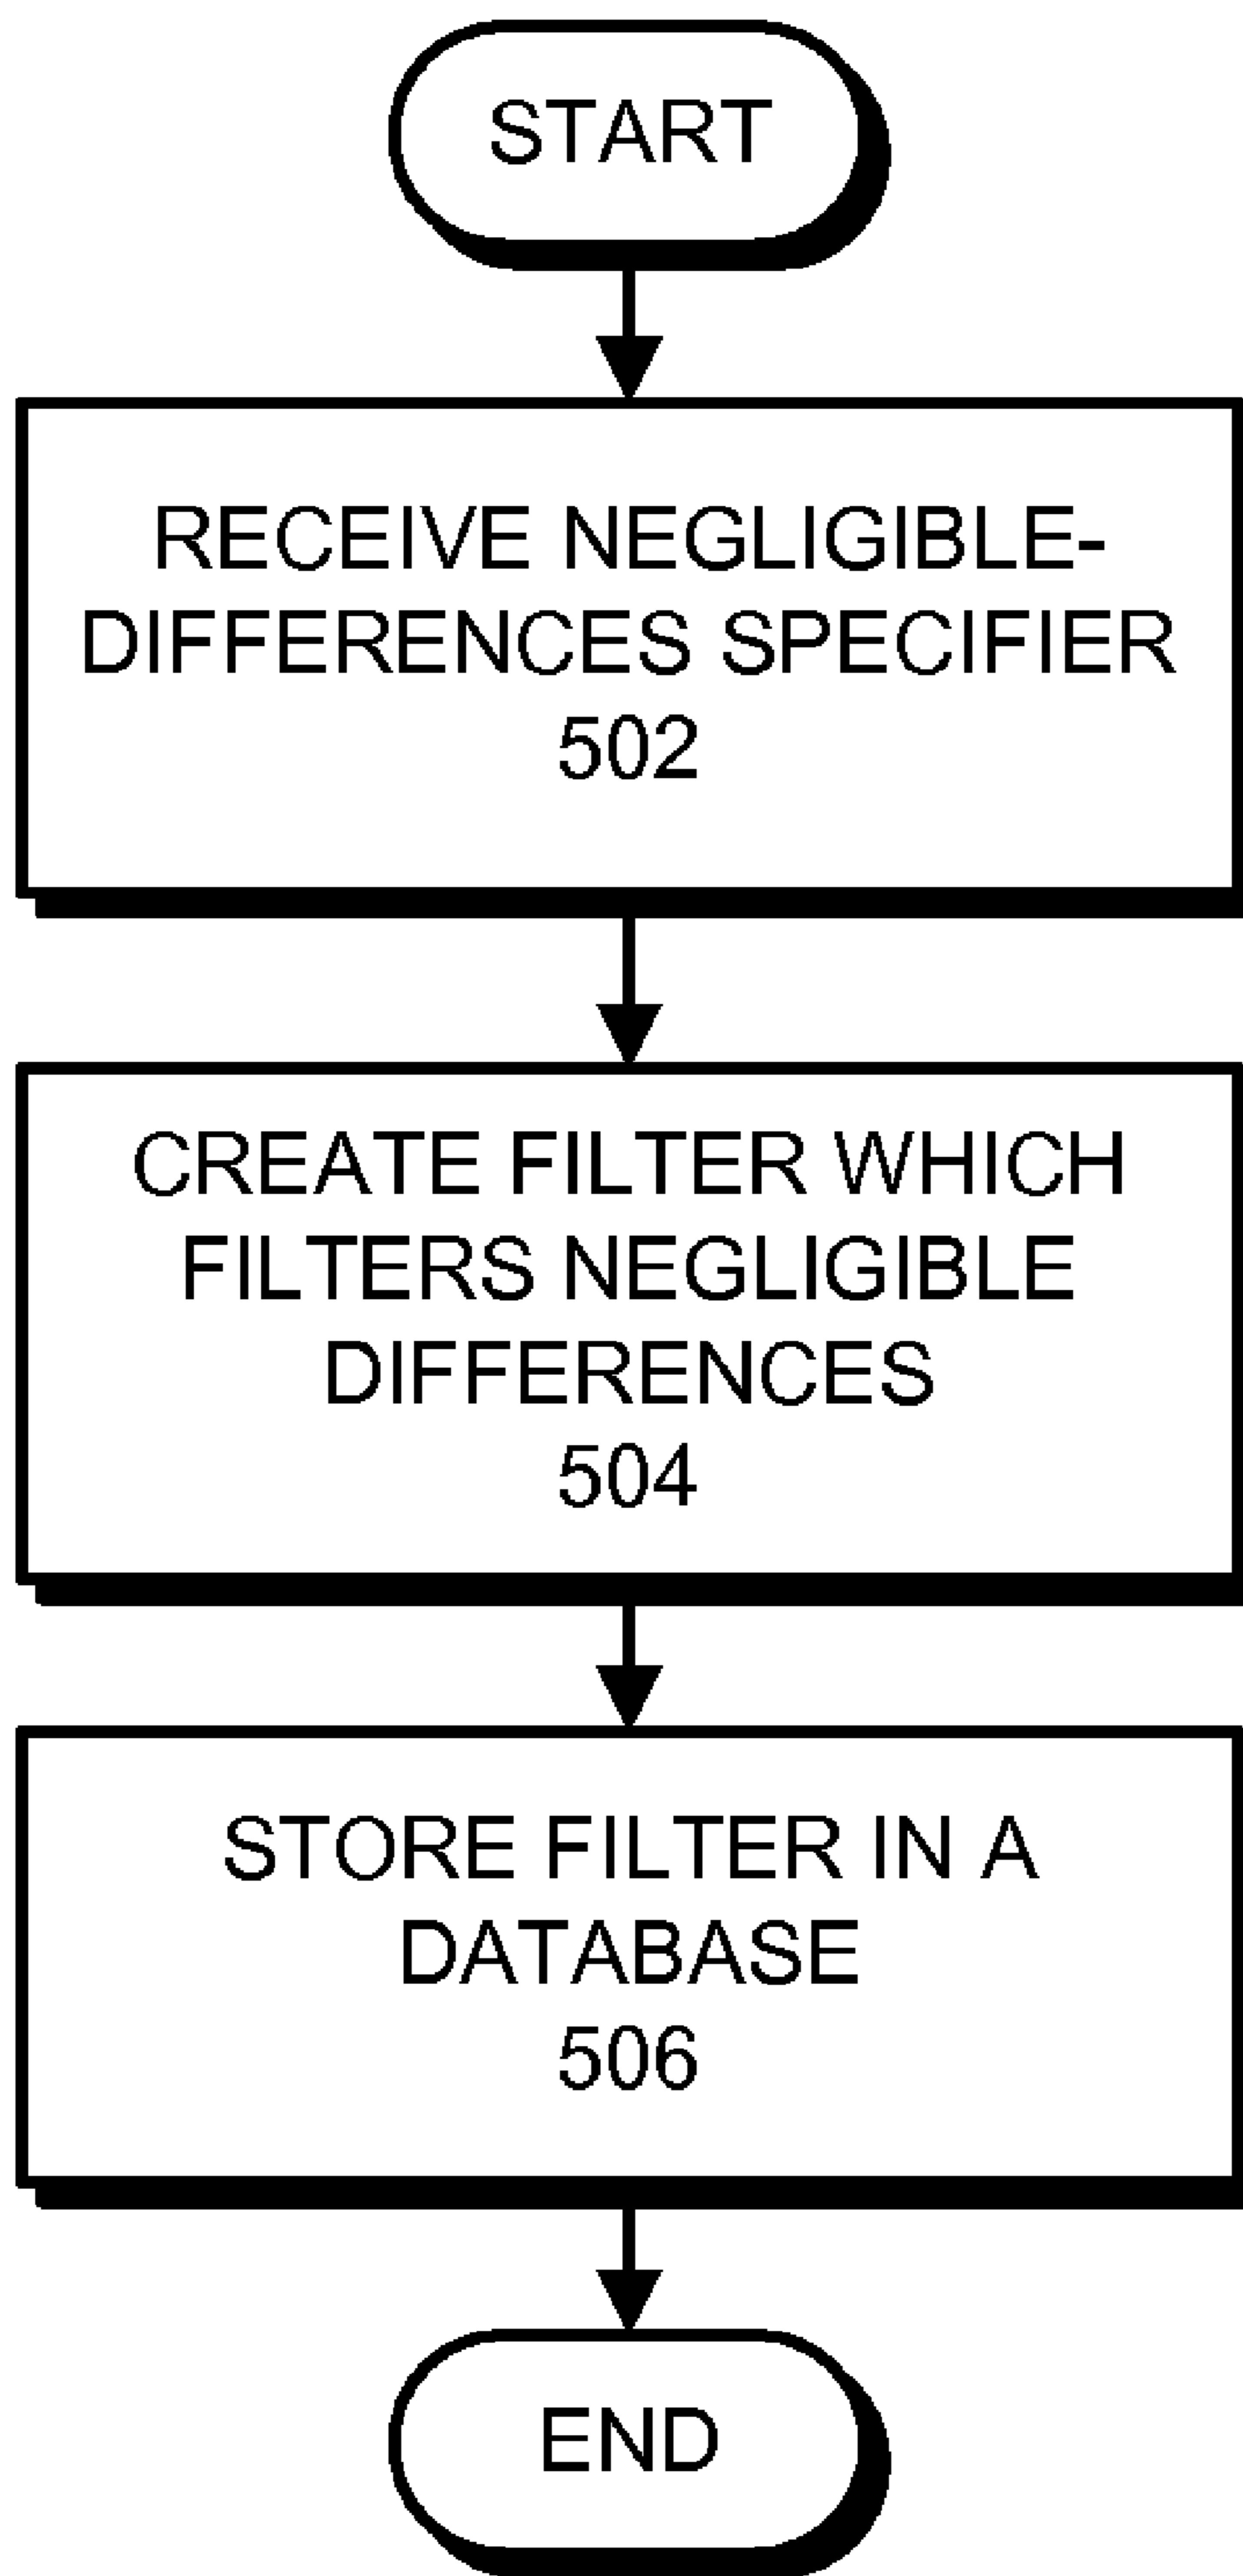 START
RECEIVE NEGLIGIBLE-
DIFFERENCES SPECIFIER
502
CREATE FILTER WHICH
FILTERS NEGLIGIBLE
DIFFERENCES
504
STORE FILTER IN A
DATABASE
506
END